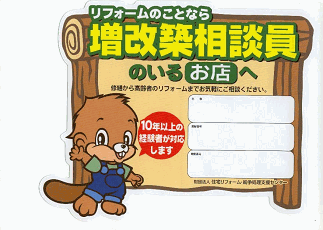 リフォームのことなら
増改築相談員
のいるお店へ
修繕から高齢者のリフォームまでお気軽にご相談ください。
10年以上の
経験者が対応
します
財団法人 住宅リフォーム・紛争処理支援センター